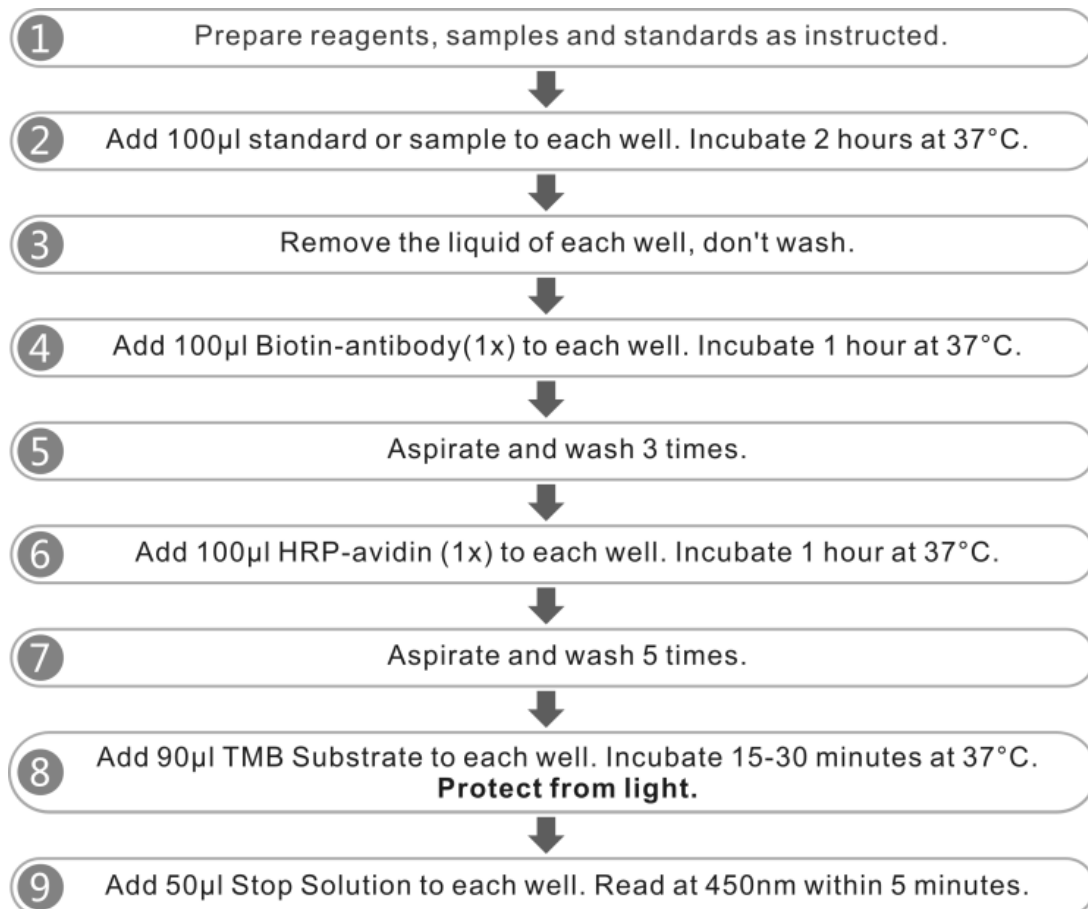 1 Prepare reagents, samples and standards as instructed.
2 Add 100µl standard or sample to each well. Incubate 2 hours at 37°C.
3 Remove the liquid of each well, don't wash.
4 Add 100µl Biotin-antibody(1x) to each well. Incubate 1 hour at 37°C.
5 Aspirate and wash 3 times.
6 Add 100µl HRP-avidin (1x) to each well. Incubate 1 hour at 37°C.
7 Aspirate and wash 5 times.
8 Add 90µl TMB Substrate to each well. Incubate 15-30 minutes at 37°C.
Protect from light.
9 Add 50µl Stop Solution to each well. Read at 450nm within 5 minutes.